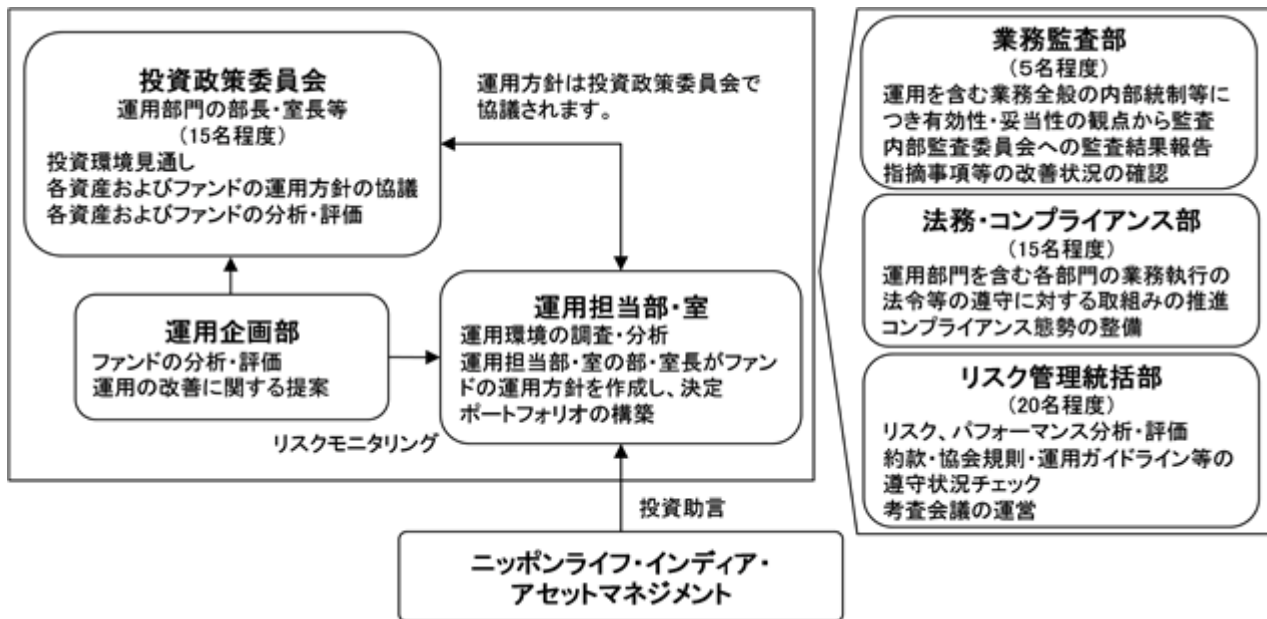 投資政策委員会
運用部門の部長・室長等
(15名程度)
投資環境見通し
各資産およびファンドの運用方針の協議
各資産およびファンドの分析・評価
運用方針は投資政策委員会で
協議されます。
運用企画部
ファンドの分析・評価
運用の改善に関する提案
リスクモニタリング
運用担当部・室
運用環境の調査・分析
運用担当部・室の部・室長がファン
ドの運用方針を作成し、決定
ポートフォリオの構築
投資助言
ニッポンライフ・インディア・
アセットマネジメント
業務監査部
(5名程度)
運用を含む業務全般の内部統制等に
つき有効性・妥当性の観点から監査
内部監査委員会への監査結果報告
指摘事項等の改善状況の確認
法務・コンプライアンス部
(15名程度)
運用部門を含む各部門の業務執行の
法令等の遵守に対する取組みの推進
コンプライアンス態勢の整備
リスク管理統括部
(20名程度)
リスク、パフォーマンス分析・評価
約款・協会規則・運用ガイドライン等の
遵守状況チェック
考査会議の運営